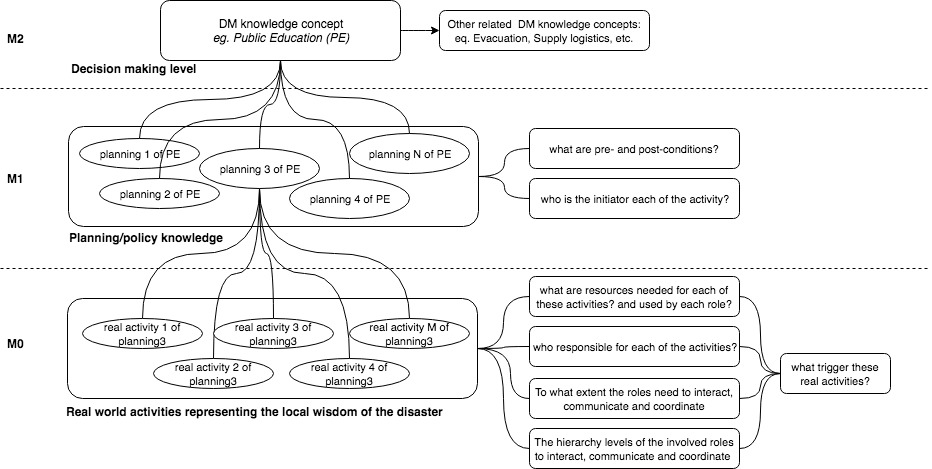 M2
DM knowledge concept
eg. Public Education (PE)
Other related DM knowledge concepts:
eq. Evacuation, Supply logistics, etc.
Decision making level
M1
planning 1 of PE
planning 2 of PE
planning 3 of PE
planning 4 of PE
planning N of PE
what are pre- and post-conditions?
who is the initiator each of the activity?
Planning/policy knowledge
M0
real activity 1 of
planning3
real activity 2 of
planning3
real activity 3 of
planning3
real activity 4 of
planning3
real activity M of
planning3
what are resources needed for each of
these activities? and used by each role?
who responsible for each of the activities?
To what extent the roles need to interact,
communicate and coordinate
The hierarchy levels of the involved roles
to interact, communicate and coordinate
what trigger these
real activities?
Real world activities representing the local wisdom of the disaster